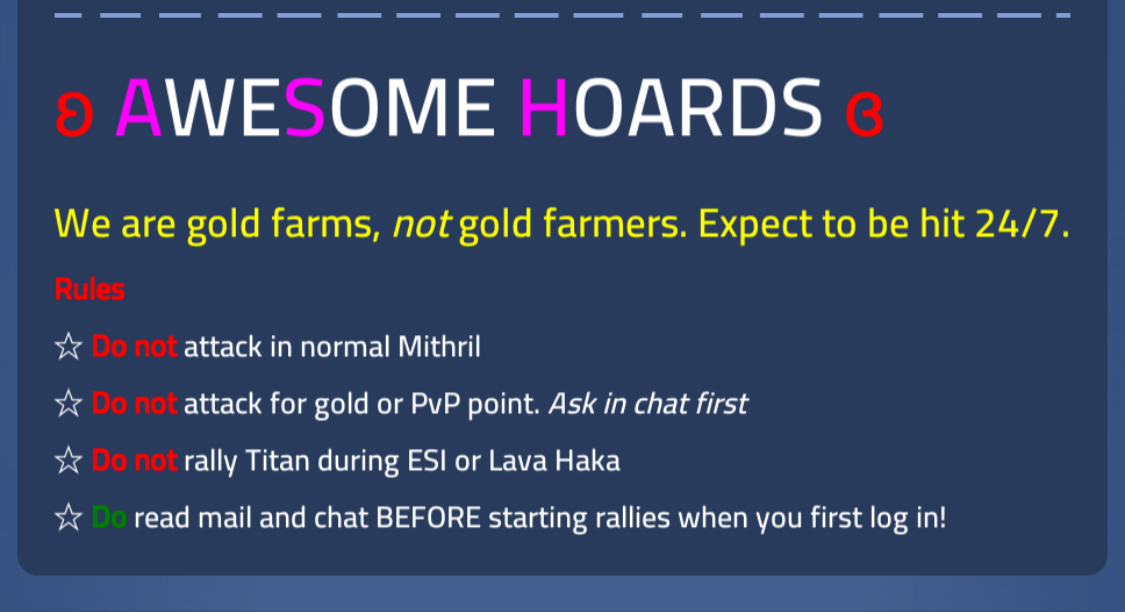 ʚ AWESOME HOARDS ɞ
We are gold farms, not gold farmers. Expect to be hit 24/7.
Rules
☆ Do not attack in normal Mithril
☆ Do not attack for gold or PvP point. Ask in chat first
☆ Do not rally Titan during ESI or Lava Haka
☆ Do read mail and chat BEFORE starting rallies when you first log in!